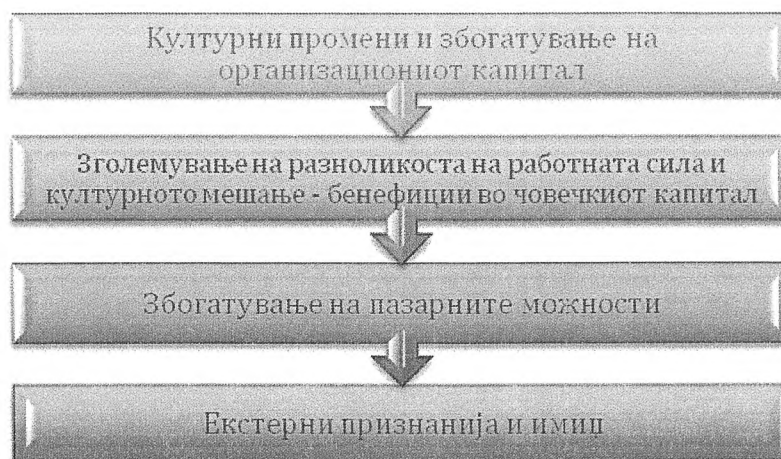 Културни промени и збогатување на
организациониот капитал
Зголемување на разноликоста на работната сила и
културното мешање - бенефиции во човечкиот капитал
Збогатување на пазарните можности
Екстерни признанија и имиџ